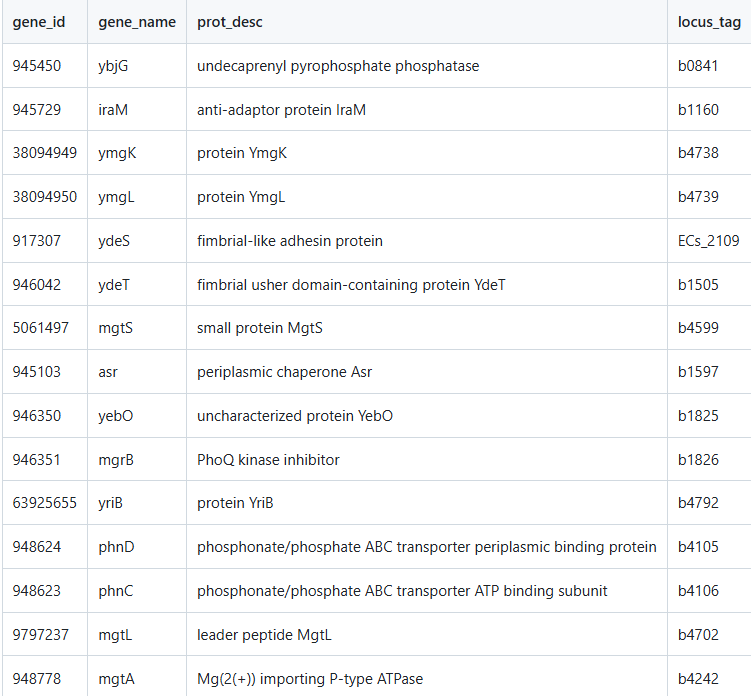 gene_id gene_name prot_desc locus_tag
945450 ybjG undecaprenyl pyrophosphate phosphatase b0841
945729 iraM anti-adaptor protein IraM b1160
38094949 ymgK protein YmgK b4738
38094950 ymgL protein YmgL b4739
917307 ydeS fimbrial-like adhesin protein ECs_2109
946042 ydeT fimbrial usher domain-containing protein YdeT b1505
5061497 mgtS small protein MgtS b4599
945103 asr periplasmic chaperone Asr b1597
946350 yebO uncharacterized protein YebO b1825
946351 mgrB PhoQ kinase inhibitor b1826
63925655 yriB protein YriB b4792
948624 phnD phosphonate/phosphate ABC transporter periplasmic binding protein b4105
948623 phnC phosphonate/phosphate ABC transporter ATP binding subunit b4106
9797237 mgtL leader peptide MgtL b4702
948778 mgtA Mg(2(+)) importing P-type ATPase b4242